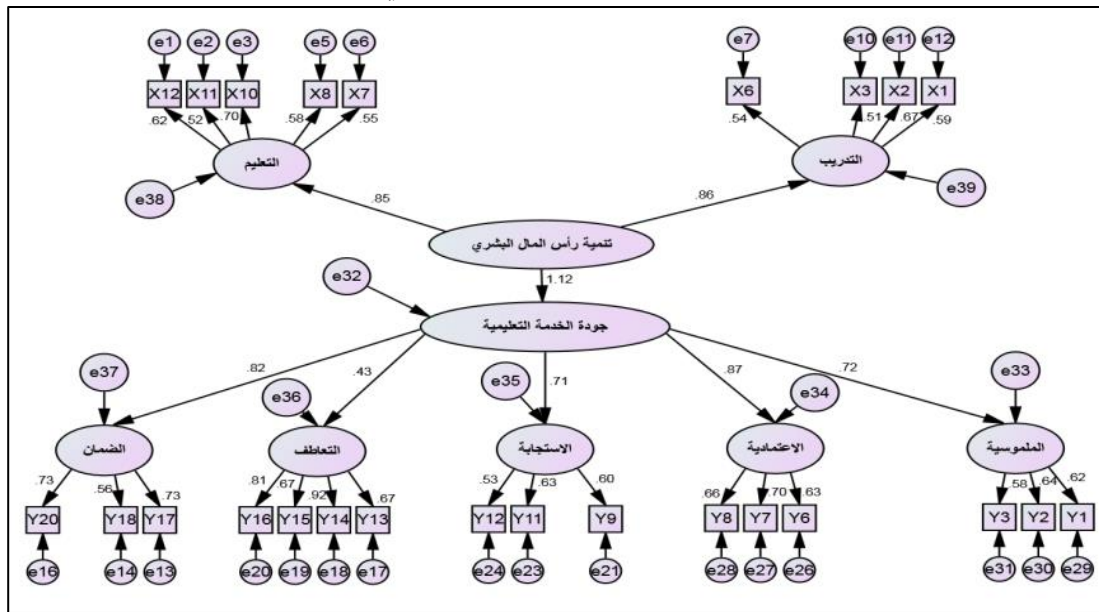 e1 e2 e3 e5 e6 e7 e10 e11 e12
X12 X11 X10 X8 X7 X6 X3 X2 X1
.62 .52 .70 .58 .55 .54 .51 .67 .59
التعليم التدريب
e38 e39
.85 .86
تنمية رأس المال البشري
e32 1.12
جودة الخدمة التعليمية
e37 .82 e36 .43 e35 .71 .87 e34 .72 e33
الضمان التعاطف الاستجابة الاعتمادية الملموسية
.73 .56 .73 .81 .67 .92 .67 .53 .63 .60 .66 .70 .63 .58 .64 .62
Y20 Y18 Y17 Y16 Y15 Y14 Y13 Y12 Y11 Y9 Y8 Y7 Y6 Y3 Y2 Y1
e16 e14 e13 e20 e19 e18 e17 e24 e23 e21 e28 e27 e26 e31 e30 e29